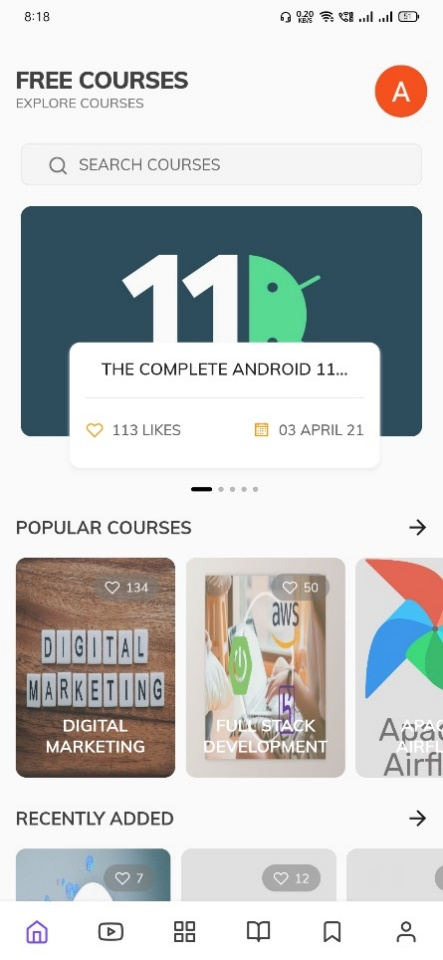 8:18
0.20
KB/S
51
FREE COURSES
EXPLORE COURSES
A
SEARCH COURSES
11
THE COMPLETE ANDROID 11...
113 LIKES
03 APRIL 21
POPULAR COURSES
134
DIGITAL
MARKETING
DIGITAL
MARKETING
50
aws
FULL STACK
DEVELOPMENT
Apac
Airfl
APAC
AIRFL
RECENTLY ADDED
7
12